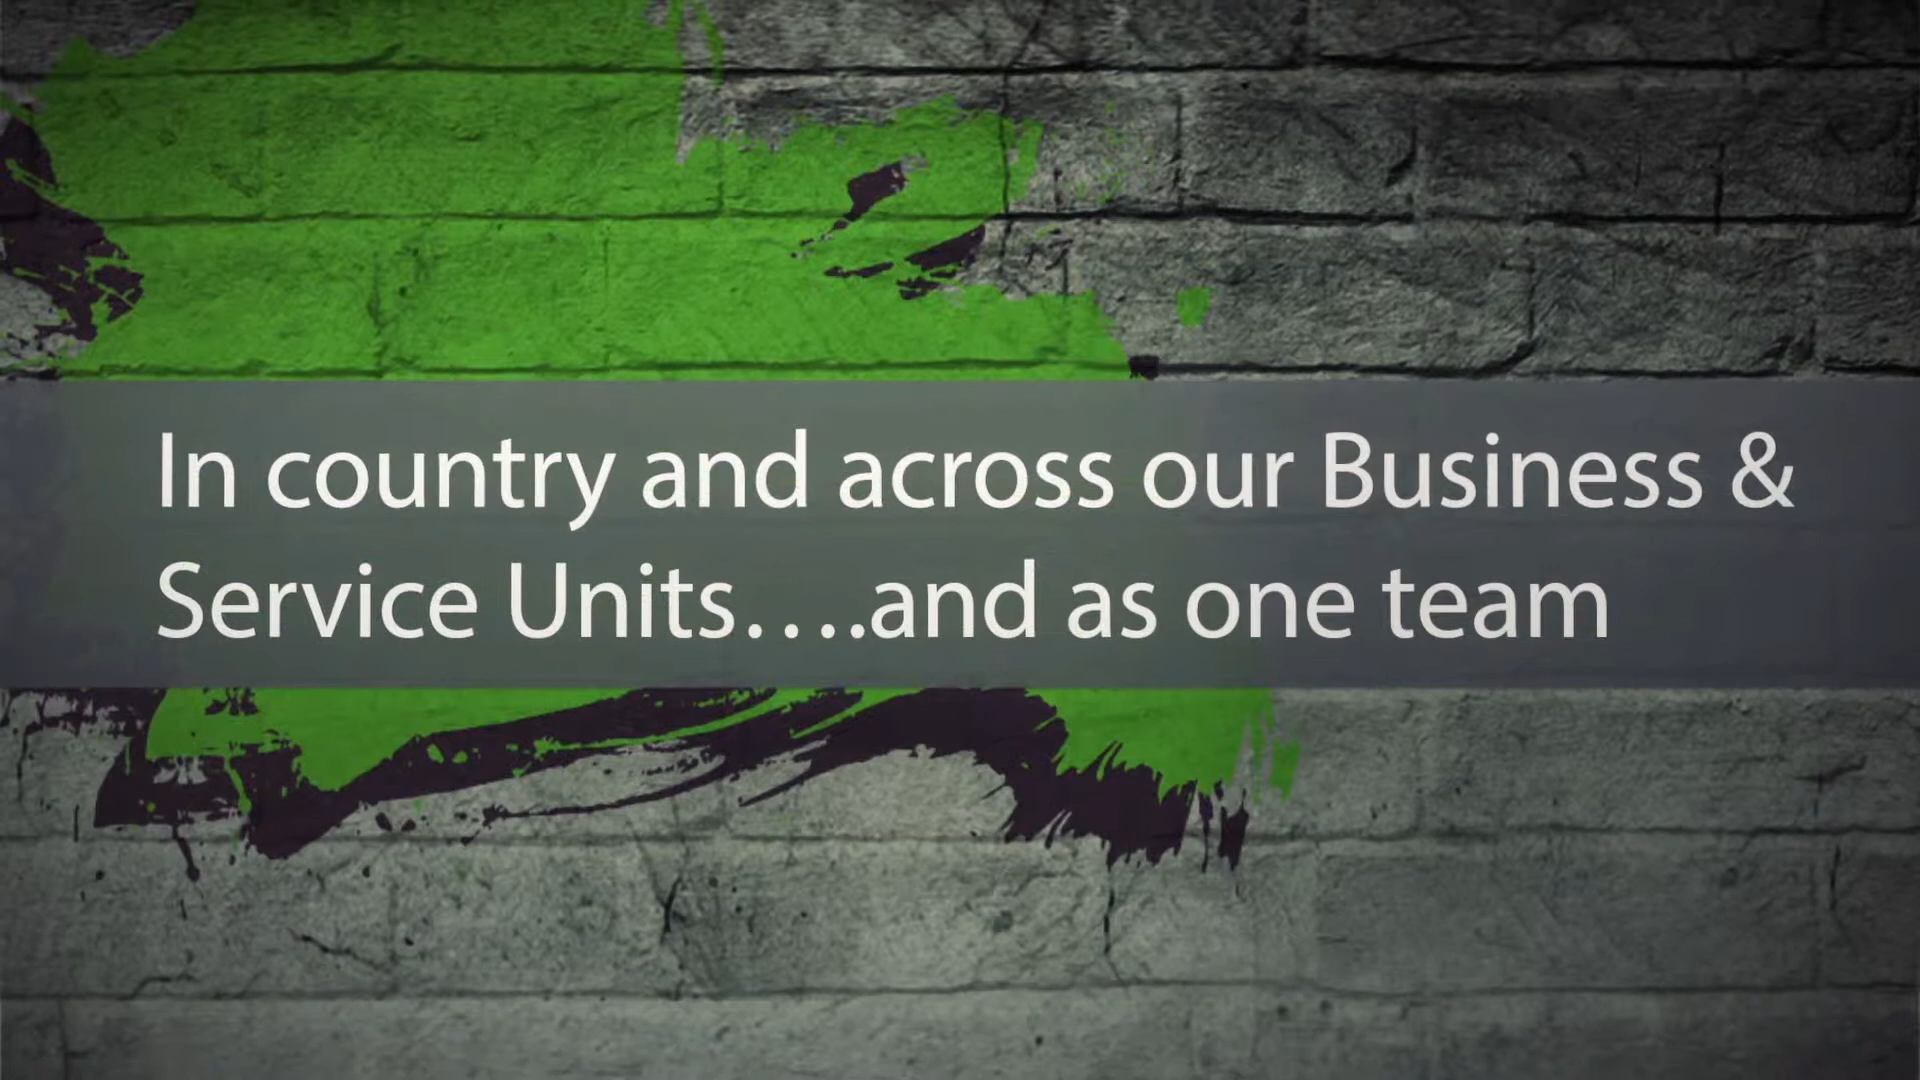 In country and across our Business &
Service Units….and as one team